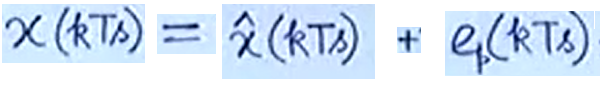 x(kTs) = x̂(kTs) + eₚ(kTs)